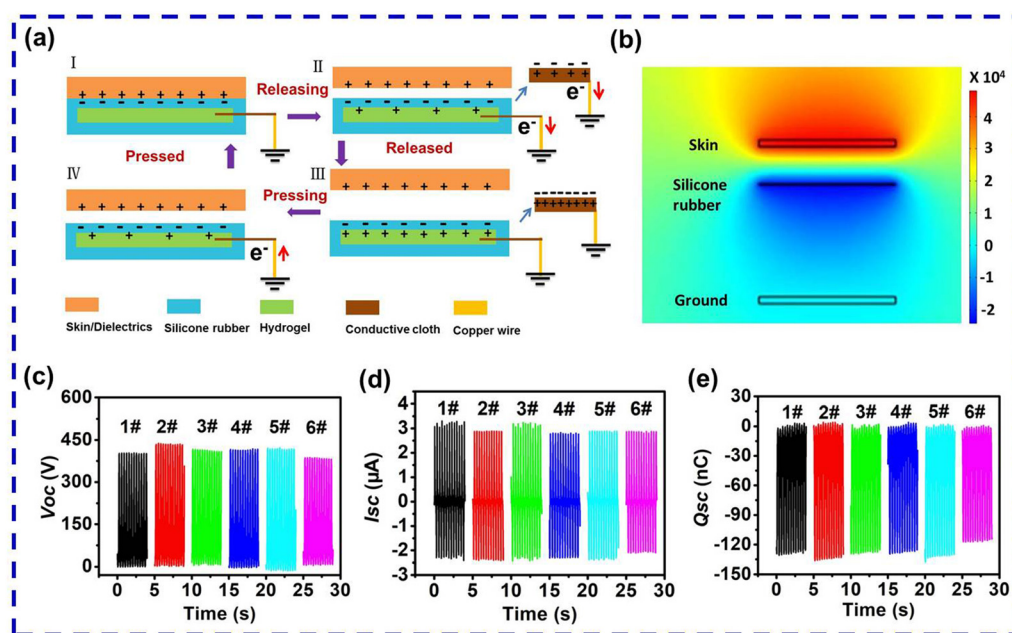 (a)
I
Releasing
II
e-
e-
Pressed
Released
IV
Pressing
III
e-
Skin/Dielectrics
Silicone rubber
Hydrogel
Conductive cloth
Copper wire
(b)
X 10⁴
Skin
Silicone
rubber
Ground
4
3
2
1
0
-1
-2
(c)
Voc (V)
600
450
300
150
0
1# 2# 3# 4# 5# 6#
0 5 10 15 20 25 30
Time (s)
(d)
Isc (µA)
4
3
2
1
0
-1
-2
-3
1# 2# 3# 4# 5# 6#
0 5 10 15 20 25 30
Time (s)
(e)
Qsc (nC)
30
0
-30
-60
-90
-120
-150
1# 2# 3# 4# 5# 6#
0 5 10 15 20 25 30
Time (s)